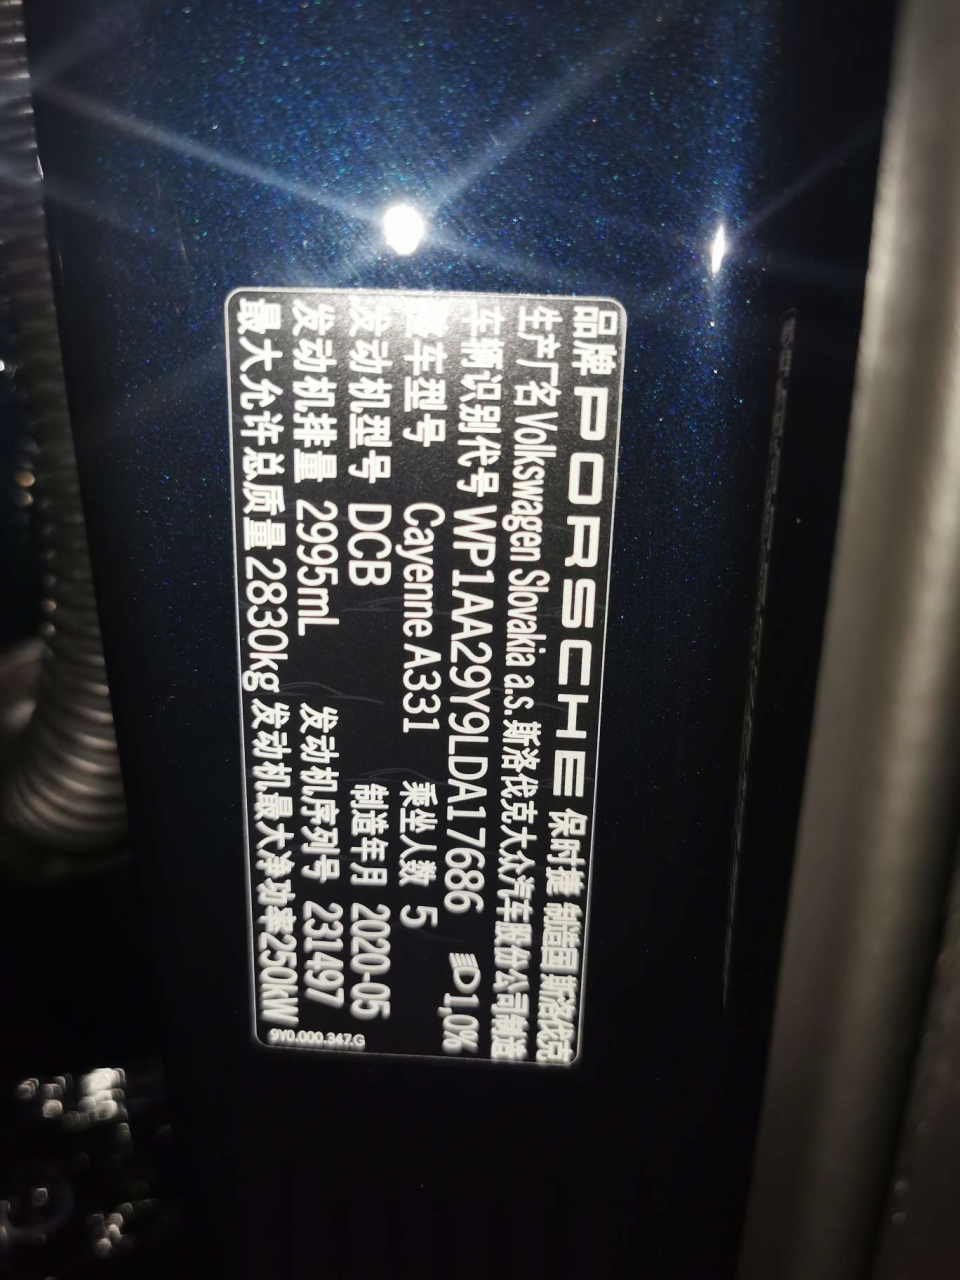 品牌 PORSCHE 保时捷 制造国 斯洛伐克
生产厂名 Volkswagen Slovakia a.s. 斯洛伐克大众汽车股份公司制造
车辆识别代号 WP1AA29Y9LDA17686 1,0%
整车型号 Cayenne A331 乘坐人数 5
发动机型号 DCB 制造年月 2020-05
发动机排量 2995mL 发动机序列号 231497
最大允许总质量 2830kg 发动机最大净功率250KW
9Y0.000.347.G